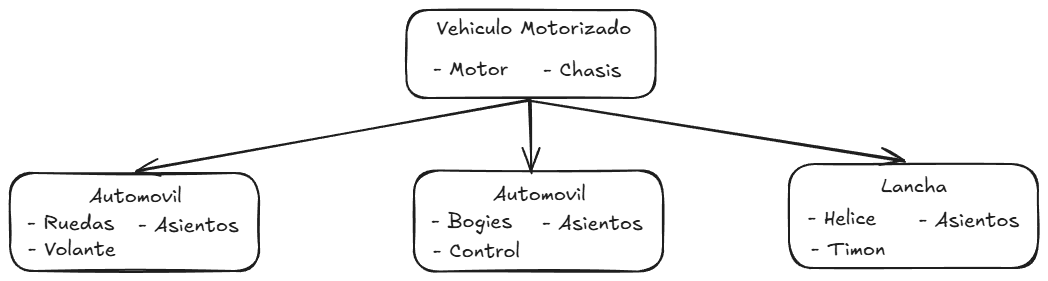 Vehiculo Motorizado
- Motor - Chasis
Automovil
- Ruedas - Asientos
- Volante
Automovil
- Bogies - Asientos
- Control
Lancha
- Helice - Asientos
- Timon